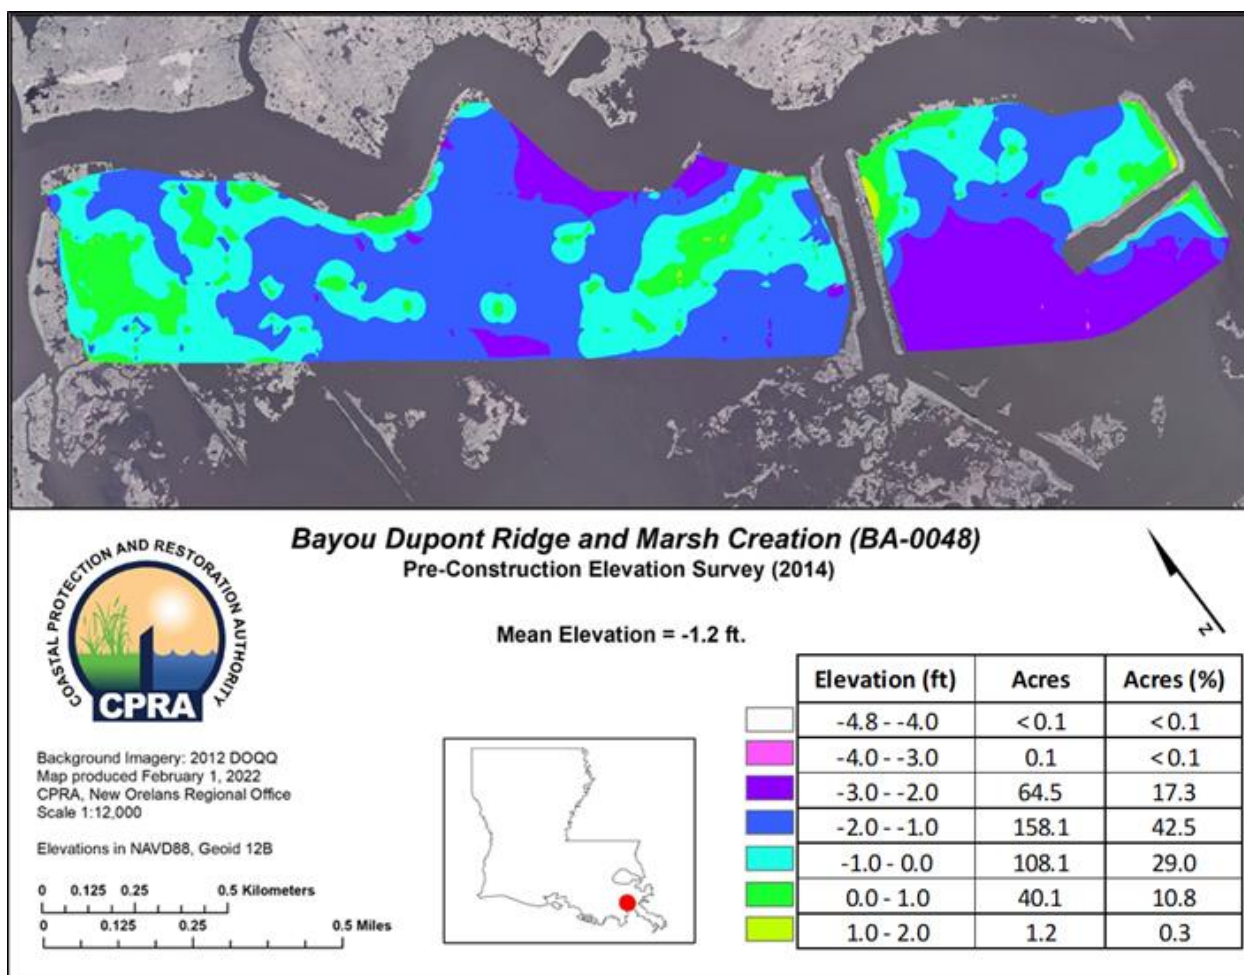 Bayou Dupont Ridge and Marsh Creation (BA-0048)
Pre-Construction Elevation Survey (2014)
Mean Elevation = -1.2 ft.
COASTAL PROTECTION AND RESTORATION AUTHORITY
CPRA
Background Imagery: 2012 DOQQ
Map produced February 1, 2022
CPRA, New Orelans Regional Office
Scale 1:12,000
Elevations in NAVD88, Geoid 12B
0 0.125 0.25 0.5 Kilometers
0 0.125 0.25 0.5 Miles
N
Elevation (ft) Acres Acres (%)
-4.8 - -4.0 <0.1 <0.1
-4.0 - -3.0 0.1 <0.1
-3.0 - -2.0 64.5 17.3
-2.0 - -1.0 158.1 42.5
-1.0 - 0.0 108.1 29.0
0.0 - 1.0 40.1 10.8
1.0 - 2.0 1.2 0.3